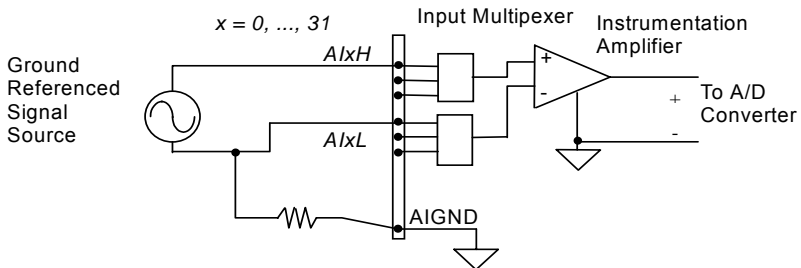 x = 0, ..., 31
Input Multipexer
Instrumentation
Amplifier
AIxH
Ground
Referenced
Signal
Source
+
-
To A/D
Converter
+
-
AIxL
AIGND